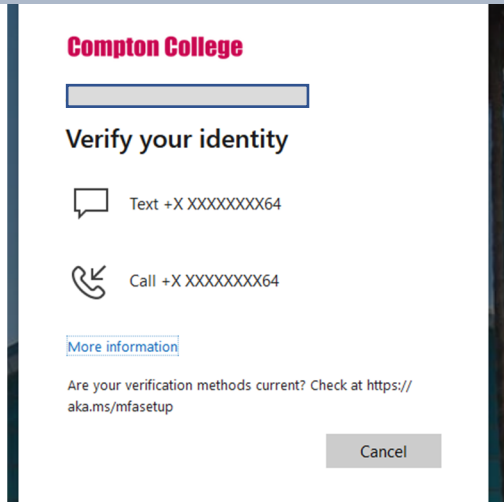 Compton College
Verify your identity
Text +X XXXXXXXX64
Call +X XXXXXXXX64
More information
Are your verification methods current? Check at https://
aka.ms/mfasetup
Cancel